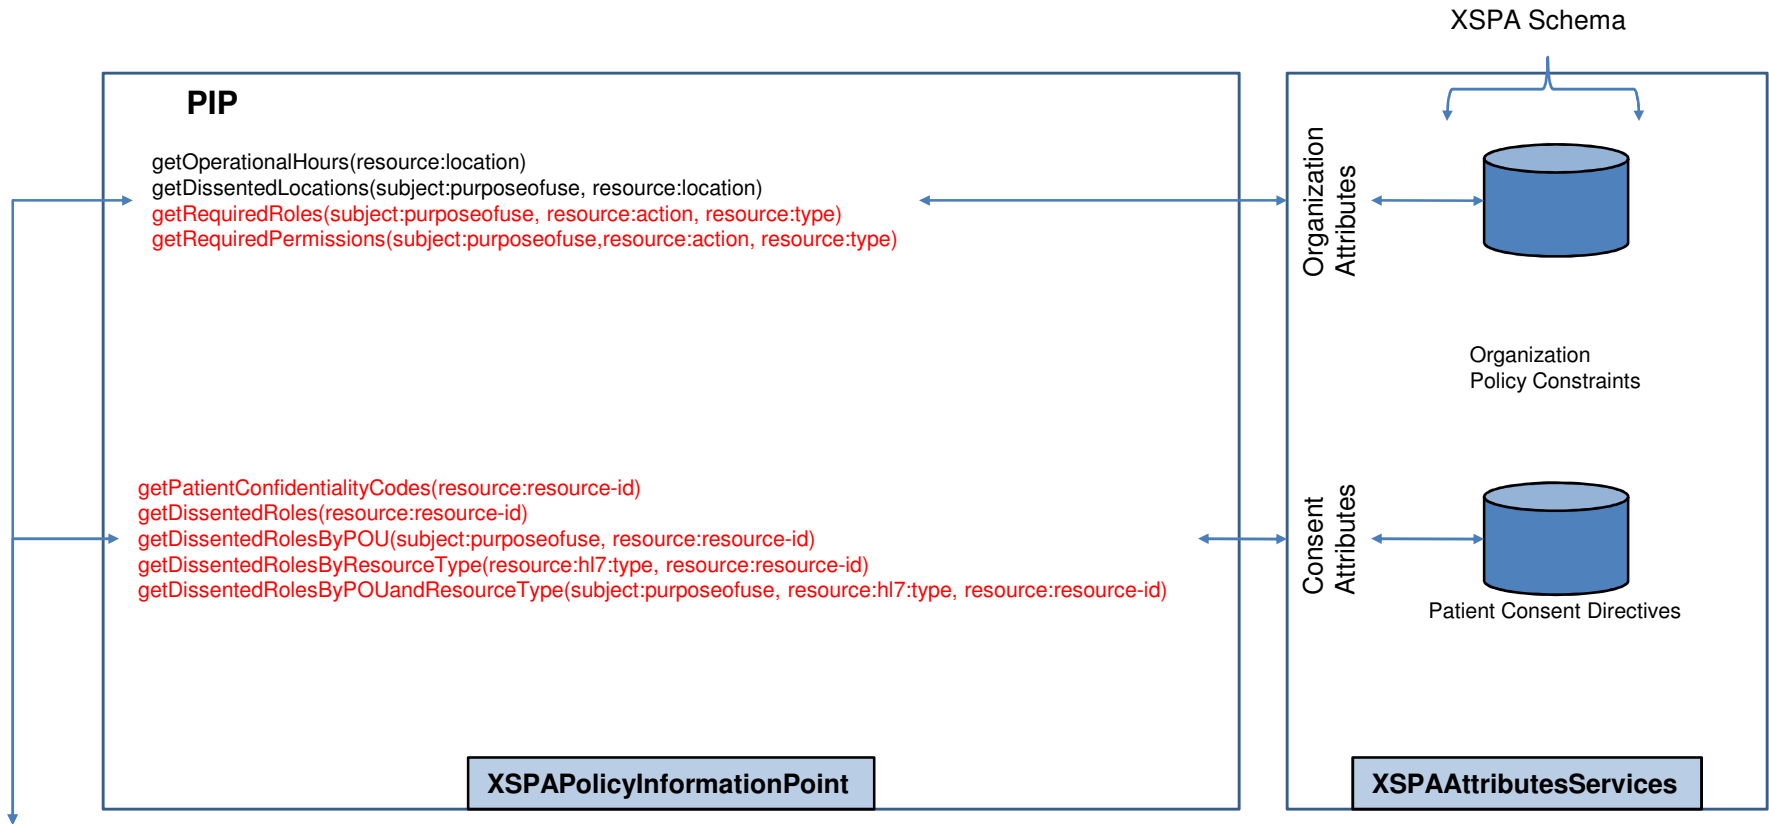 XSPA Schema
PIP
getOperationalHours(resource:location)
getDissentedLocations(subject:purposeofuse, resource:location)
getRequiredRoles(subject:purposeofuse, resource:action, resource:type)
getRequiredPermissions(subject:purposeofuse,resource:action, resource:type)
Organization
Attributes
Organization
Policy Constraints
getPatientConfidentialityCodes(resource:resource-id)
getDissentedRoles(resource:resource-id)
getDissentedRolesByPOU(subject:purposeofuse, resource:resource-id)
getDissentedRolesByResourceType(resource:hl7:type, resource:resource-id)
getDissentedRolesByPOUandResourceType(subject:purposeofuse, resource:hl7:type, resource:resource-id)
Consent
Attributes
Patient Consent Directives
XSPAPolicyInformationPoint
XSPAAttributesServices